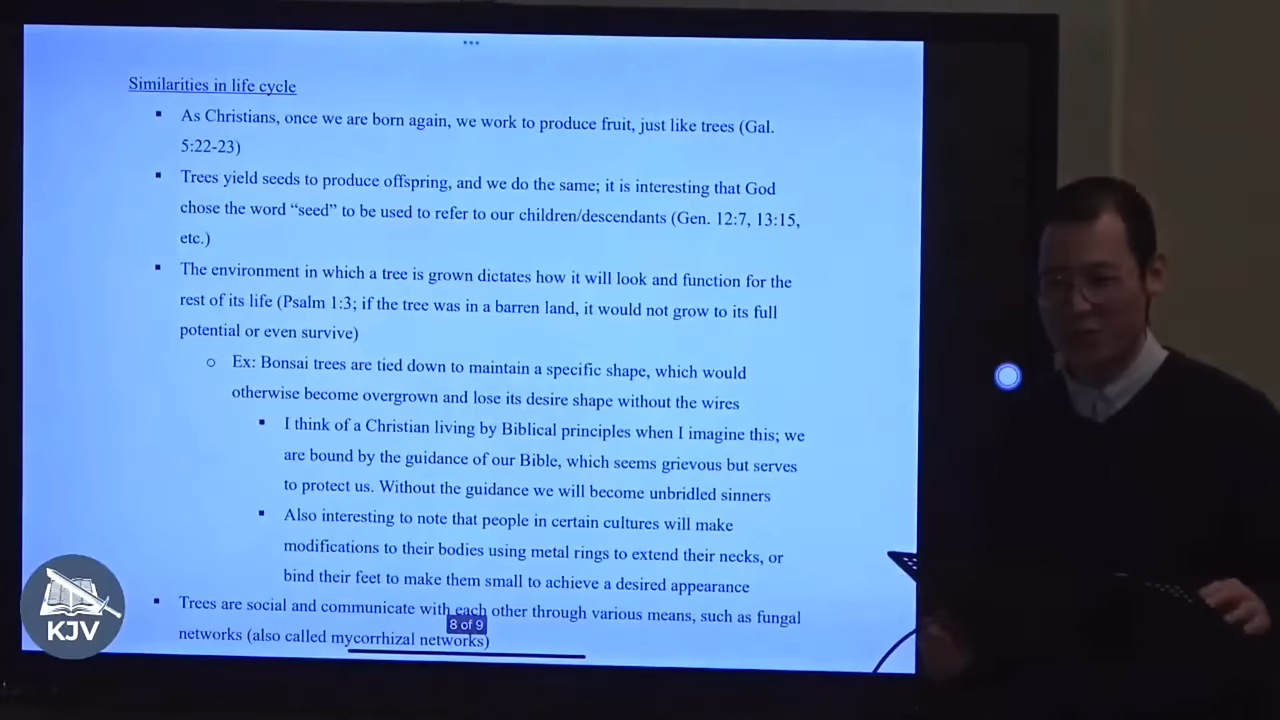 Similarities in life cycle
▪ As Christians, once we are born again, we work to produce fruit, just like trees (Gal.
5:22-23)
▪ Trees yield seeds to produce offspring, and we do the same; it is interesting that God
chose the word “seed” to be used to refer to our children/descendants (Gen. 12:7, 13:15,
etc.)
▪ The environment in which a tree is grown dictates how it will look and function for the
rest of its life (Psalm 1:3; if the tree was in a barren land, it would not grow to its full
potential or even survive)
o Ex: Bonsai trees are tied down to maintain a specific shape, which would
otherwise become overgrown and lose its desire shape without the wires
▪ I think of a Christian living by Biblical principles when I imagine this; we
are bound by the guidance of our Bible, which seems grievous but serves
to protect us. Without the guidance we will become unbridled sinners
▪ Also interesting to note that people in certain cultures will make
modifications to their bodies using metal rings to extend their necks, or
bind their feet to make them small to achieve a desired appearance
▪ Trees are social and communicate with each other through various means, such as fungal
networks (also called mycorrhizal networks)
8 of 9
KJV